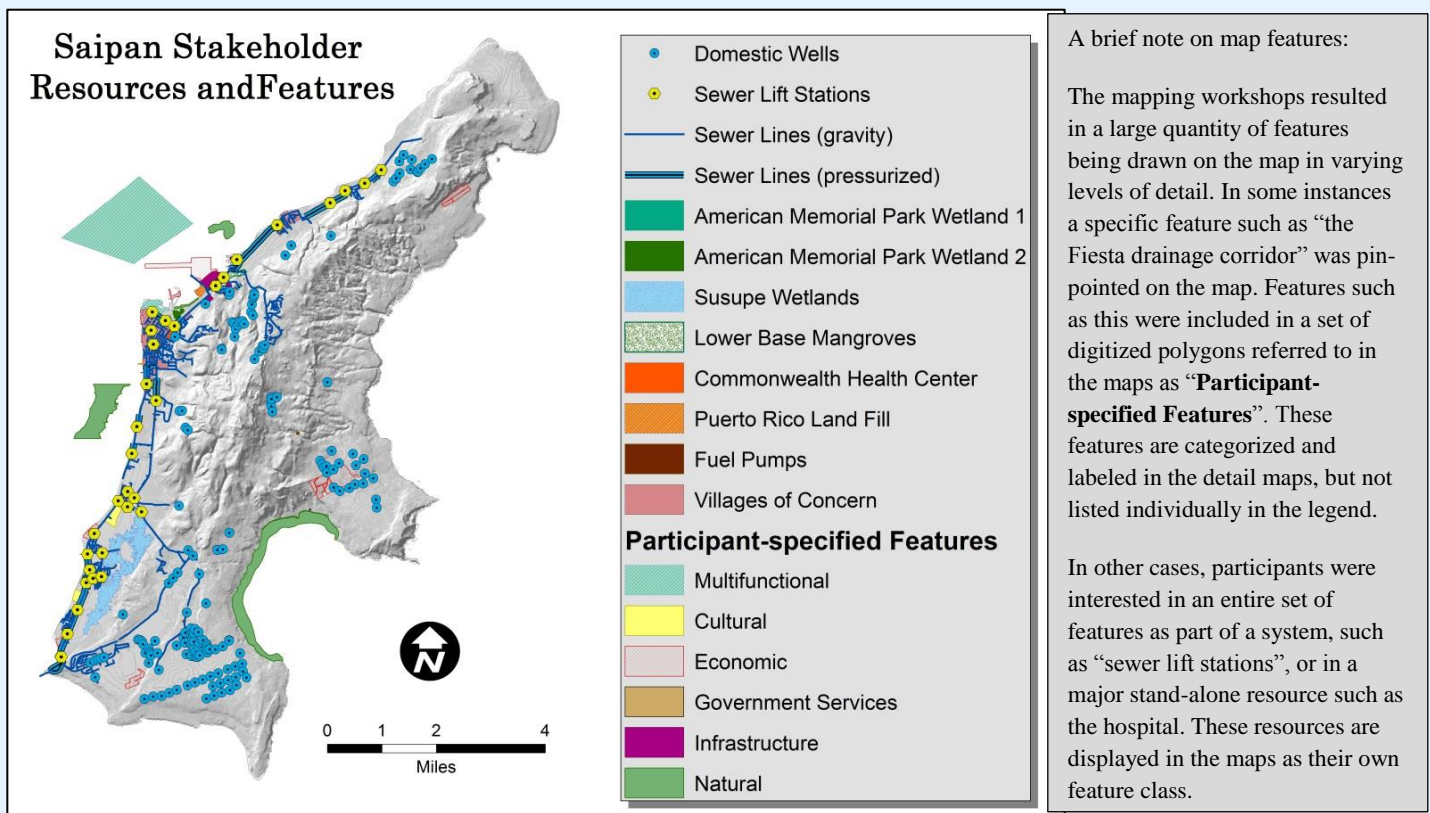 Saipan Stakeholder
Resources andFeatures
Domestic Wells
Sewer Lift Stations
Sewer Lines (gravity)
Sewer Lines (pressurized)
American Memorial Park Wetland 1
American Memorial Park Wetland 2
Susupe Wetlands
Lower Base Mangroves
Commonwealth Health Center
Puerto Rico Land Fill
Fuel Pumps
Villages of Concern
Participant-specified Features
Multifunctional
Cultural
Economic
Government Services
Infrastructure
Natural
N
0 1 2 4
Miles
A brief note on map features:
The mapping workshops resulted
in a large quantity of features
being drawn on the map in varying
levels of detail. In some instances
a specific feature such as “the
Fiesta drainage corridor” was pin-
pointed on the map. Features such
as this were included in a set of
digitized polygons referred to in
the maps as “Participant-
specified Features”. These
features are categorized and
labeled in the detail maps, but not
listed individually in the legend.
In other cases, participants were
interested in an entire set of
features as part of a system, such
as “sewer lift stations”, or in a
major stand-alone resource such as
the hospital. These resources are
displayed in the maps as their own
feature class.